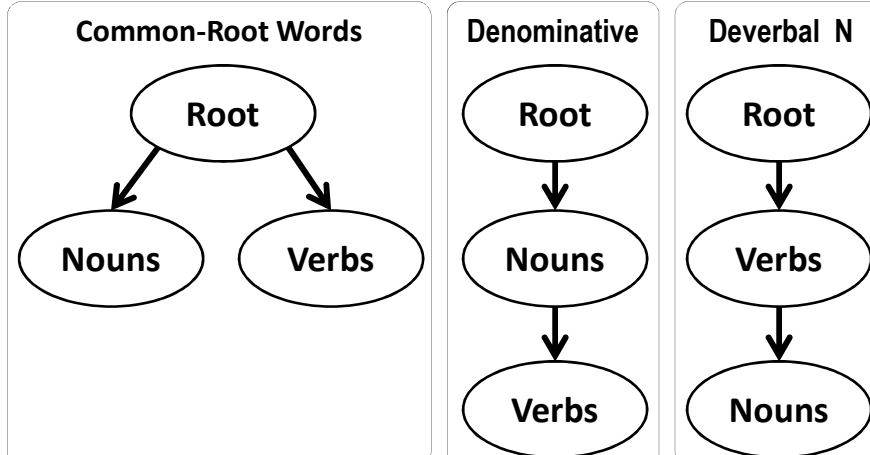 Common-Root Words
Root
Nouns
Verbs
Denominative
Root
Nouns
Verbs
Deverbal N
Root
Verbs
Nouns